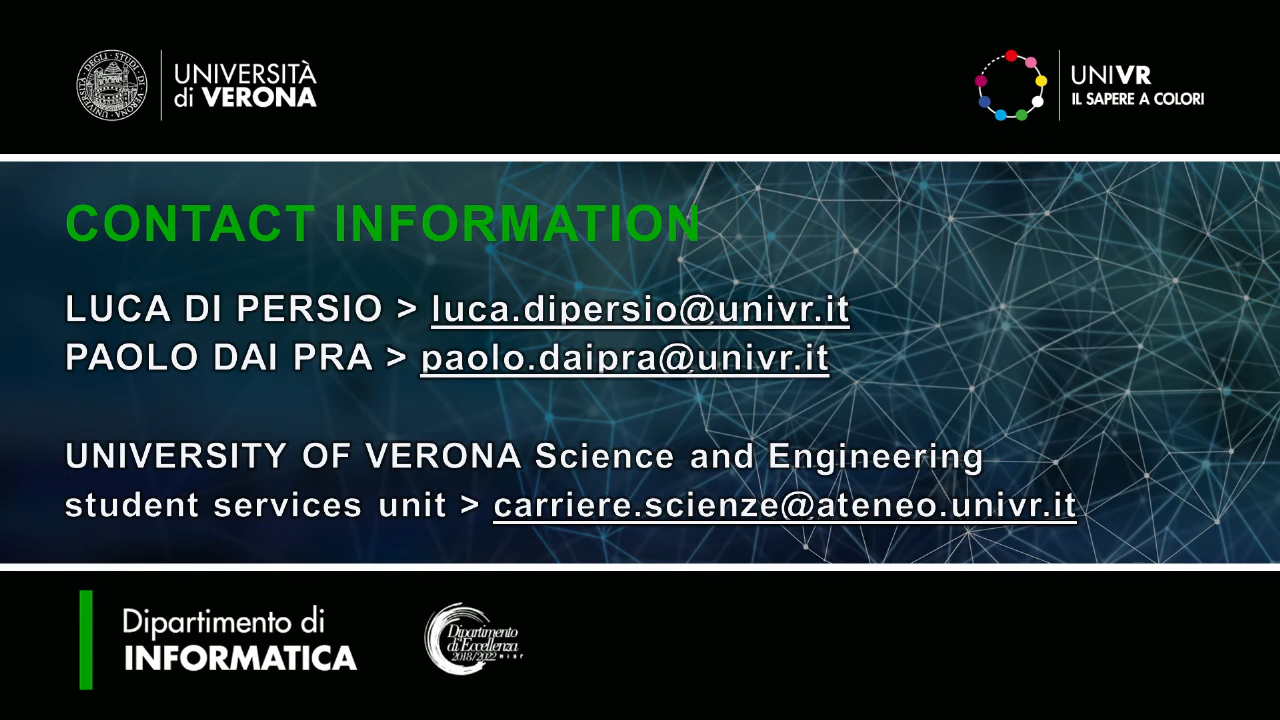 UNIVERSITÀ
di VERONA
UNIVR
IL SAPERE A COLORI
CONTACT INFORMATION
LUCA DI PERSIO > luca.dipersio@univr.it
PAOLO DAI PRA > paolo.daipra@univr.it
UNIVERSITY OF VERONA Science and Engineering
student services unit > carriere.scienze@ateneo.univr.it
Dipartimento di
INFORMATICA
Dipartimento
di Eccellenza
2018/2022 MIUR